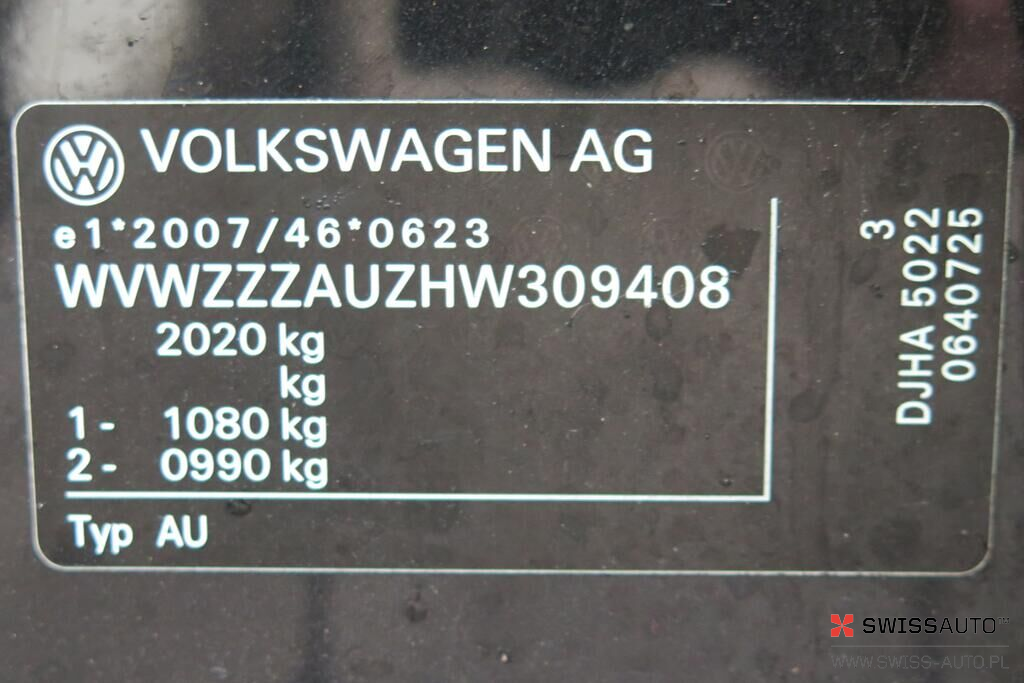 VOLKSWAGEN AG
e1*2007/46*0623
WVWZZZAUZHW309408
2020 kg
kg
1- 1080 kg
2- 0990 kg
Typ AU
3
DJHA 5022
06407725
SWISSAUTO
WWW.SWISS-AUTO.PL